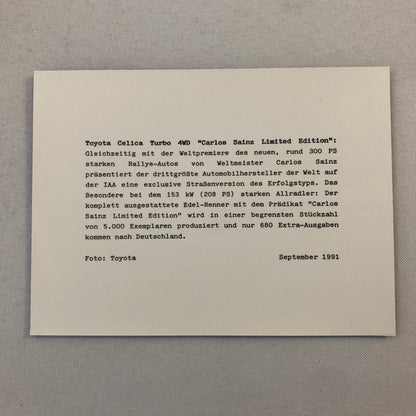 Toyota Celica Turbo 4WD "Carlos Sainz Limited Edition":
Gleichzeitig mit der Weltpremiere des neuen, rund 300 PS
starken Rallye-Autos von Weltmeister Carlos Sainz
präsentiert der drittgrößte Automobilhersteller der Welt auf
der IAA eine exclusive Straßenversion des Erfolgstyps. Das
Besondere bei dem 153 kW (208 PS) starken Allradler: Der
komplett ausgestattete Edel-Renner mit dem Prädikat "Carlos
Sainz Limited Edition" wird in einer begrenzten Stückzahl
von 5.000 Exemplaren produziert und nur 680 Extra-Ausgaben
kommen nach Deutschland.
Foto: Toyota September 1991